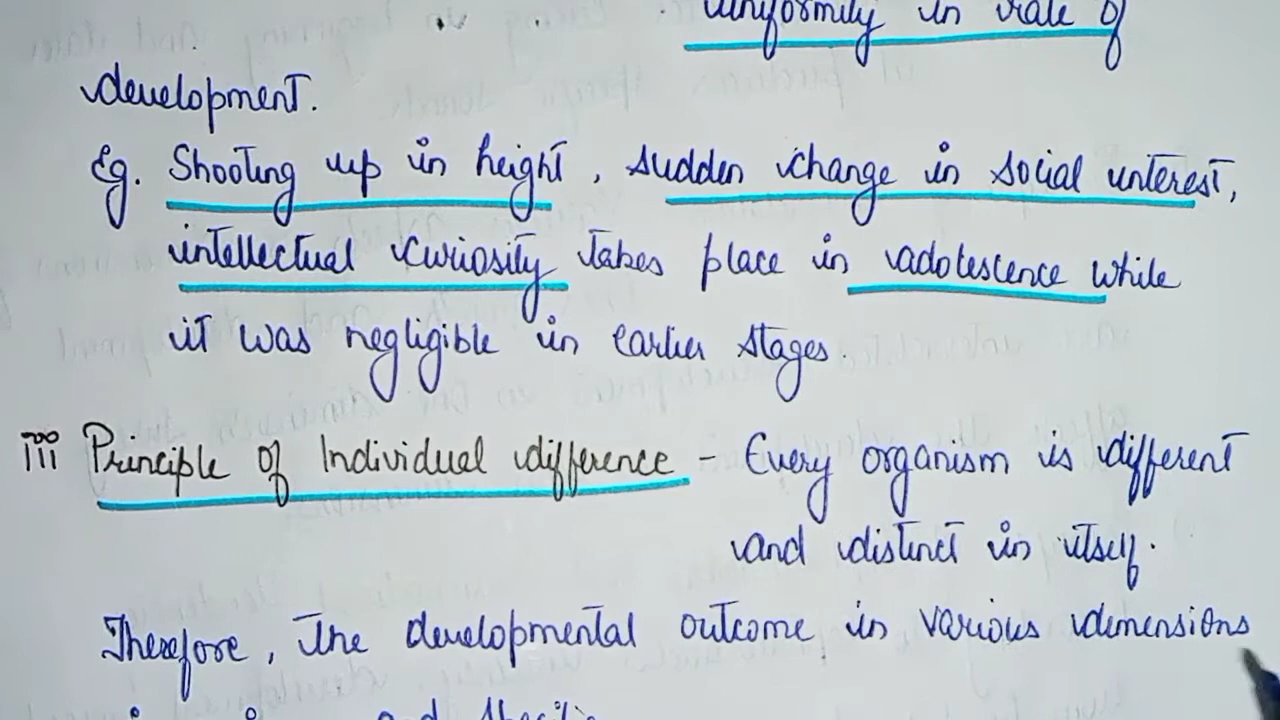 uniformity in rate of
development.
Eg. Shooting up in height, sudden change in social interest,
intellectual curiosity takes place in adolescence while
it was negligible in earlier stages.
iii Principle of Individual difference - Every organism is different
and distinct in itself.
Therefore, the developmental outcome in various demensions
and